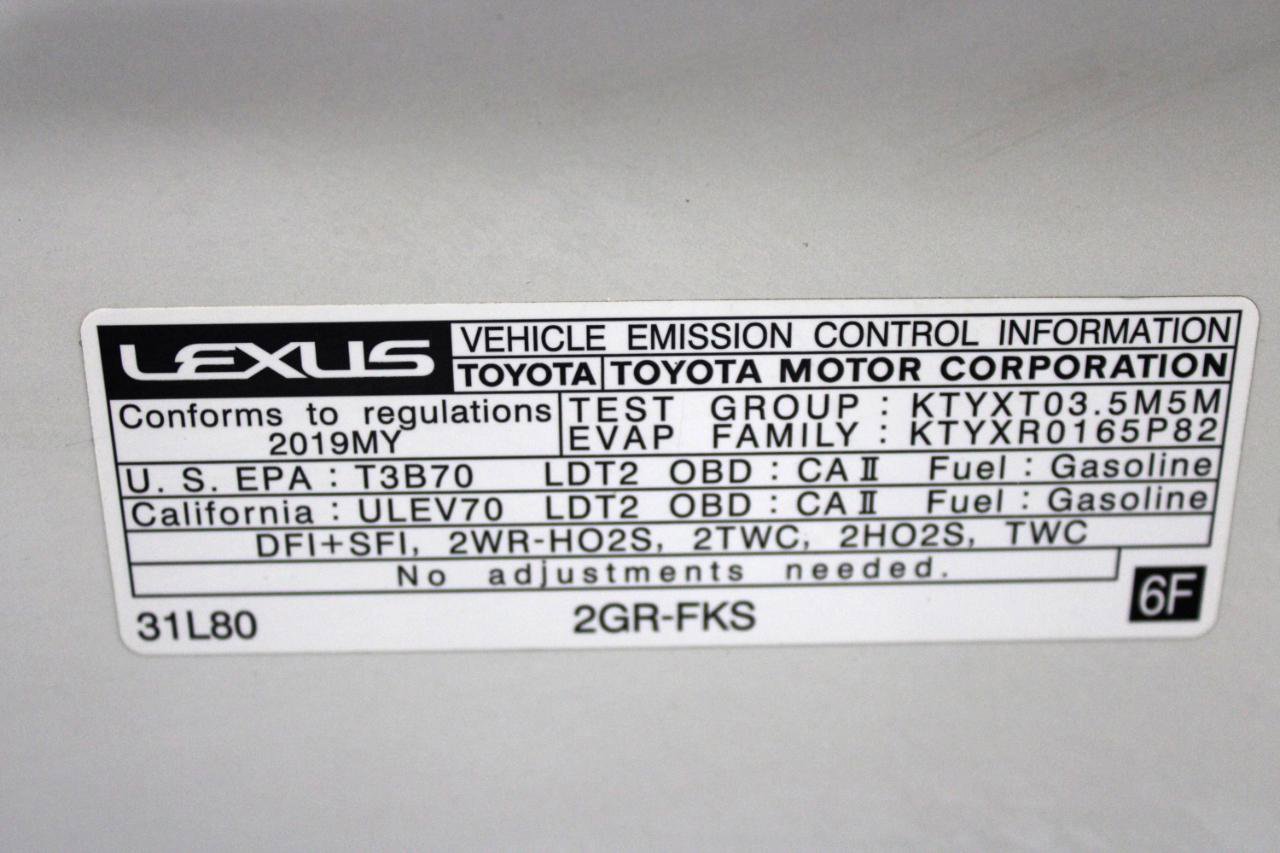 LEXUS VEHICLE EMISSION CONTROL INFORMATION
TOYOTA TOYOTA MOTOR CORPORATION
Conforms to regulations TEST GROUP : KTYXT03.5M5M
2019MY EVAP FAMILY : KTYXR0165P82
U. S. EPA : T3B70 LDT2 OBD : CA II Fuel : Gasoline
California : ULEV70 LDT2 OBD : CA II Fuel : Gasoline
DFI+SFI, 2WR-HO2S, 2TWC, 2HO2S, TWC
No adjustments needed.
31L80 2GR-FKS 6F